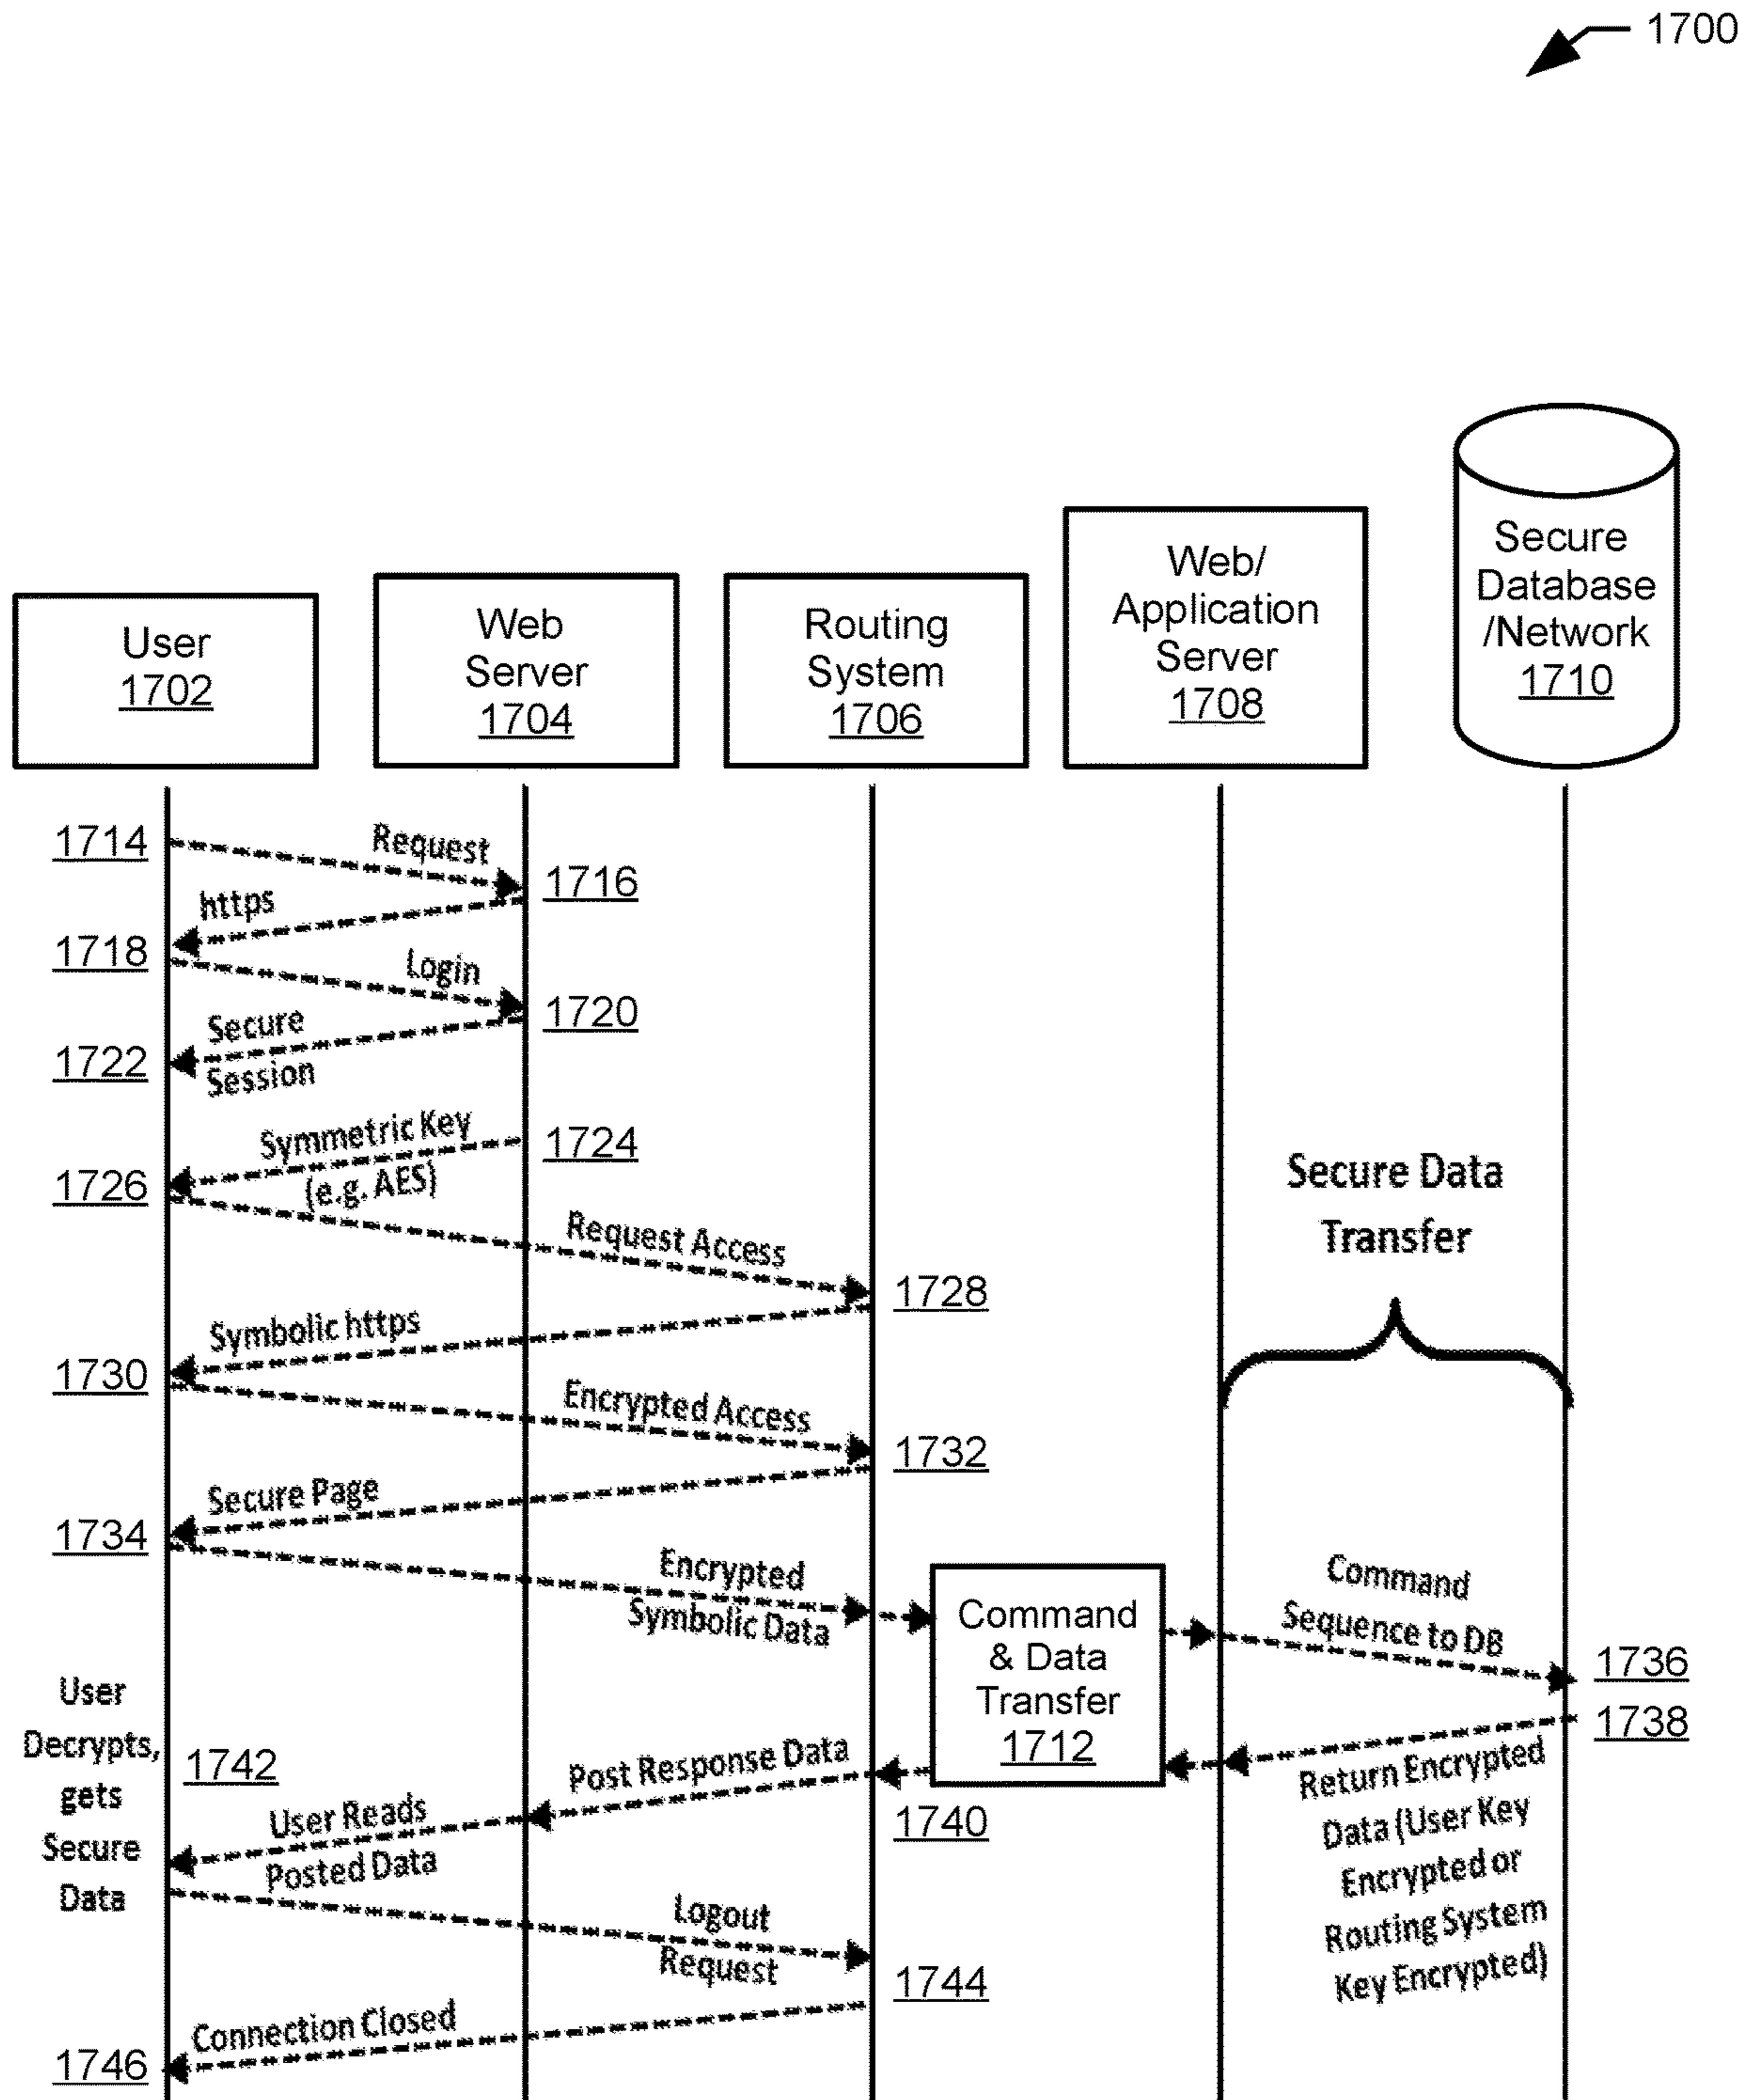 1700
User
1702
Web
Server
1704
Routing
System
1706
Web/
Application
Server
1708
Secure
Database
/Network
1710
1714
Request
1716
https
1718
Login
1720
Secure
Session
1722
Symmetric Key
(e.g. AES)
1724
1726
Request Access
1728
Symbolic https
1730
Encrypted Access
1732
Secure Page
1734
Encrypted
Symbolic Data
Secure Data
Transfer
Command
& Data
Transfer
1712
Command
Sequence to DB
1736
1738
Return Encrypted
Data (User Key
Encrypted or
Routing System
Key Encrypted)
Post Response Data
1740
User
Decrypts,
gets
Secure
Data
1742
User Reads
Posted Data
Logout
Request
1744
Connection Closed
1746